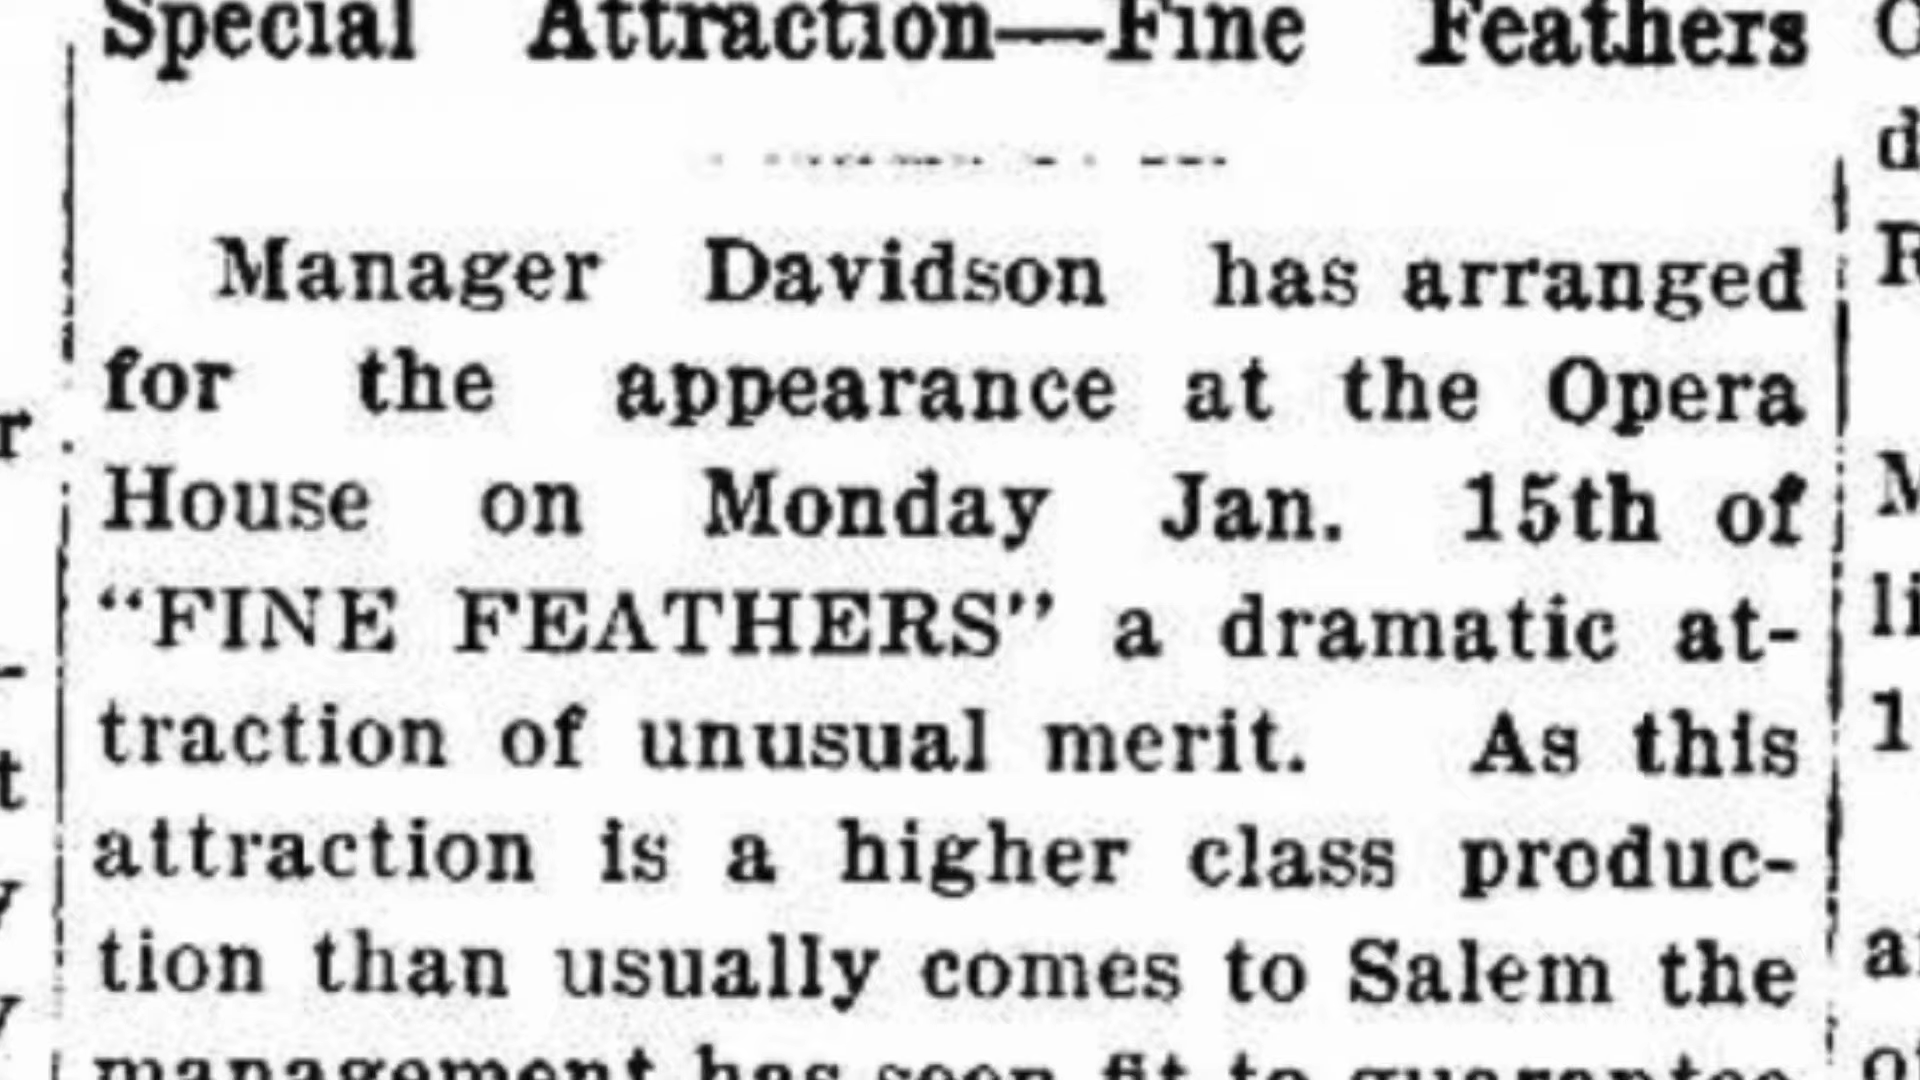 Special Attraction—Fine Feathers
Manager Davidson has arranged
for the appearance at the Opera
House on Monday Jan. 15th of
“FINE FEATHERS” a dramatic at-
traction of unusual merit. As this
attraction is a higher class produc-
tion than usually comes to Salem the
management has seen fit to guarantee